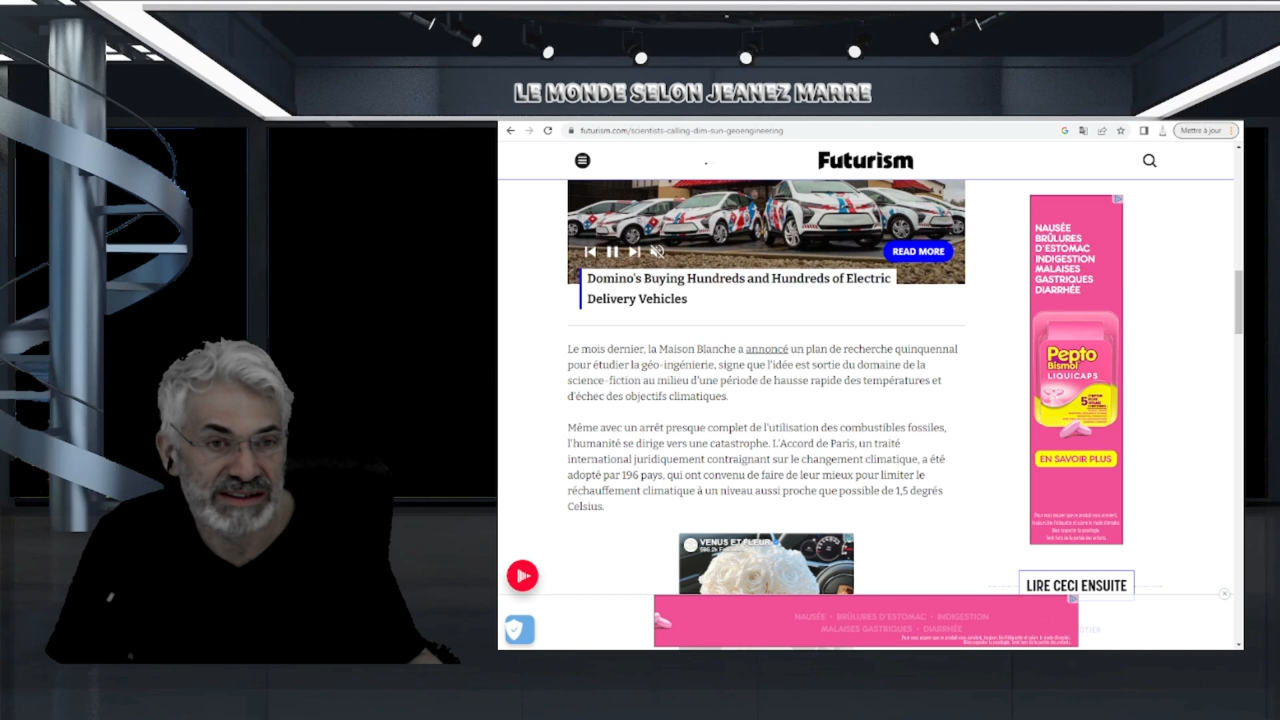 LE MONDE SELON JEANEZ MARRE
futurism.com/scientists-calling-dim-sun-geoengineering
Mettre à jour
Futurism
READ MORE
Domino's Buying Hundreds and Hundreds of Electric
Delivery Vehicles
Le mois dernier, la Maison Blanche a annoncé un plan de recherche quinquennal
pour étudier la géo-ingénierie, signe que l'idée est sortie du domaine de la
science-fiction au milieu d'une période de hausse rapide des températures et
d'échec des objectifs climatiques.
Même avec un arrêt presque complet de l'utilisation des combustibles fossiles,
l'humanité se dirige vers une catastrophe. L'Accord de Paris, un traité
international juridiquement contraignant sur le changement climatique, a été
adopté par 196 pays, qui ont convenu de faire de leur mieux pour limiter le
réchauffement climatique à un niveau aussi proche que possible de 1,5 degrés
Celsius.
VENUS ET FLEUR
NAUSÉE
BRÛLURES
D'ESTOMAC
INDIGESTION
MALAISES
GASTRIQUES
DIARRHÉE
Pepto
Bismol
LIQUICAPS
5
EN SAVOIR PLUS
LIRE CECI ENSUITE
NAUSÉE • BRÛLURES D'ESTOMAC • INDIGESTION
MALAISES GASTRIQUES • DIARRHÉE